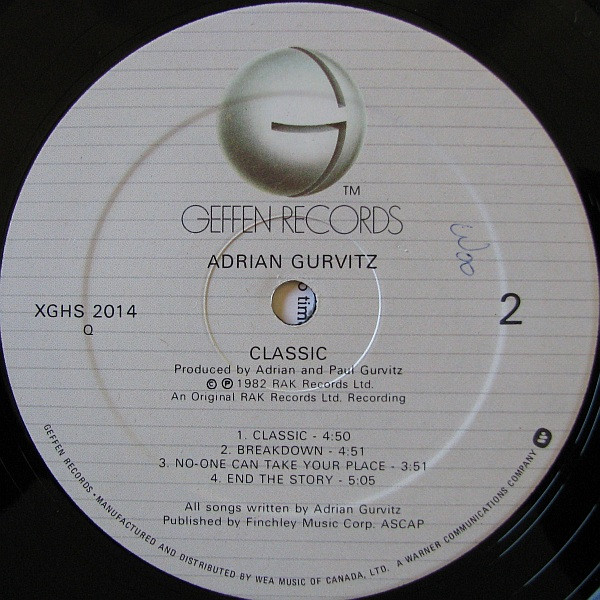 TM
GEFFEN RECORDS
ADRIAN GURVITZ
XGHS 2014
Q
2
CLASSIC
Produced by Adrian and Paul Gurvitz
© ℗ 1982 RAK Records Ltd.
An Original RAK Records Ltd. Recording
1. CLASSIC - 4:50
2. BREAKDOWN - 4:51
3. NO-ONE CAN TAKE YOUR PLACE - 3:51
4. END THE STORY - 5:05
All songs written by Adrian Gurvitz
Published by Finchley Music Corp. ASCAP
GEFFEN RECORDS • MANUFACTURED AND DISTRIBUTED BY WEA MUSIC OF CANADA, LTD. A WARNER COMMUNICATIONS COMPANY